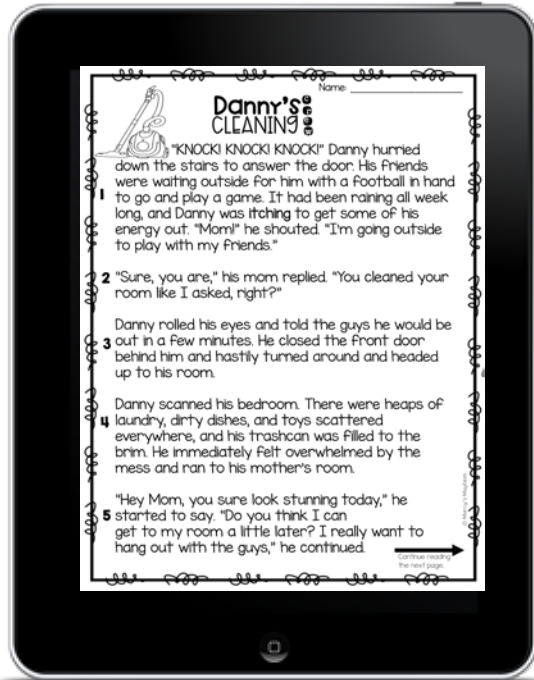 Name:
Danny's
CLEANING
"KNOCK! KNOCK! KNOCK!" Danny hurried
down the stairs to answer the door. His friends
were waiting outside for him with a football in hand
1 to go and play a game. It had been raining all week
long, and Danny was itching to get some of his
energy out. "Mom!" he shouted. "I'm going outside
to play with my friends."
2 "Sure, you are," his mom replied. "You cleaned your
room like I asked, right?"
Danny rolled his eyes and told the guys he would be
3 out in a few minutes. He closed the front door
behind him and hastily turned around and headed
up to his room.
Danny scanned his bedroom. There were heaps of
4 laundry, dirty dishes, and toys scattered
everywhere, and his trashcan was filled to the
brim. He immediately felt overwhelmed by the
mess and ran to his mother's room.
"Hey Mom, you sure look stunning today," he
5 started to say. "Do you think I can
get to my room a little later? I really want to
hang out with the guys," he continued.
Continue reading
the next page.